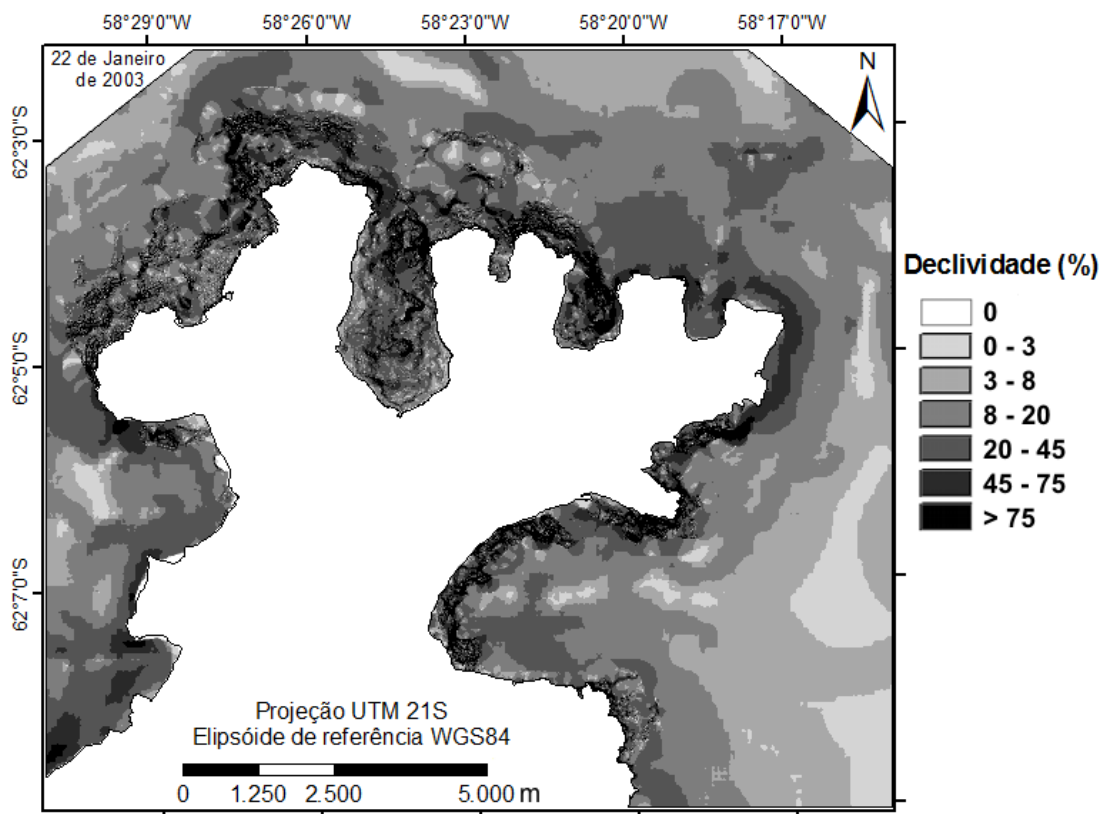 58°29'0"W 58°26'0"W 58°23'0"W 58°20'0"W 58°17'0"W
22 de Janeiro
de 2003
N
62°3'0"S
62°5'0"S
62°7'0"S
Declividade (%)
0
0 - 3
3 - 8
8 - 20
20 - 45
45 - 75
> 75
Projeção UTM 21S
Elipsóide de referência WGS84
0 1.250 2.500 5.000 m